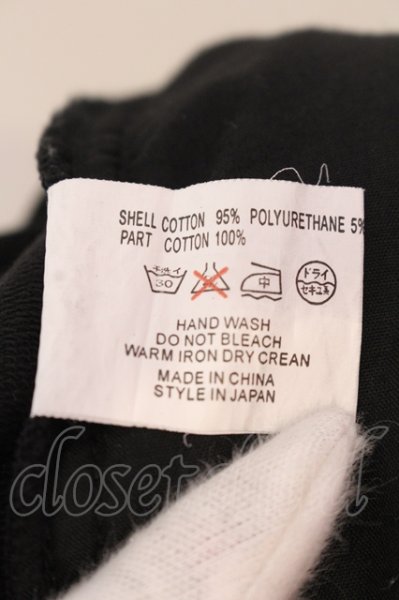 SHELL COTTON 95% POLYURETHANE 5%
PART COTTON 100%
手洗イ 30 中 ドライ セキユ系
HAND WASH
DO NOT BLEACH
WARM IRON DRY CREAN
MADE IN CHINA
STYLE IN JAPAN
closet